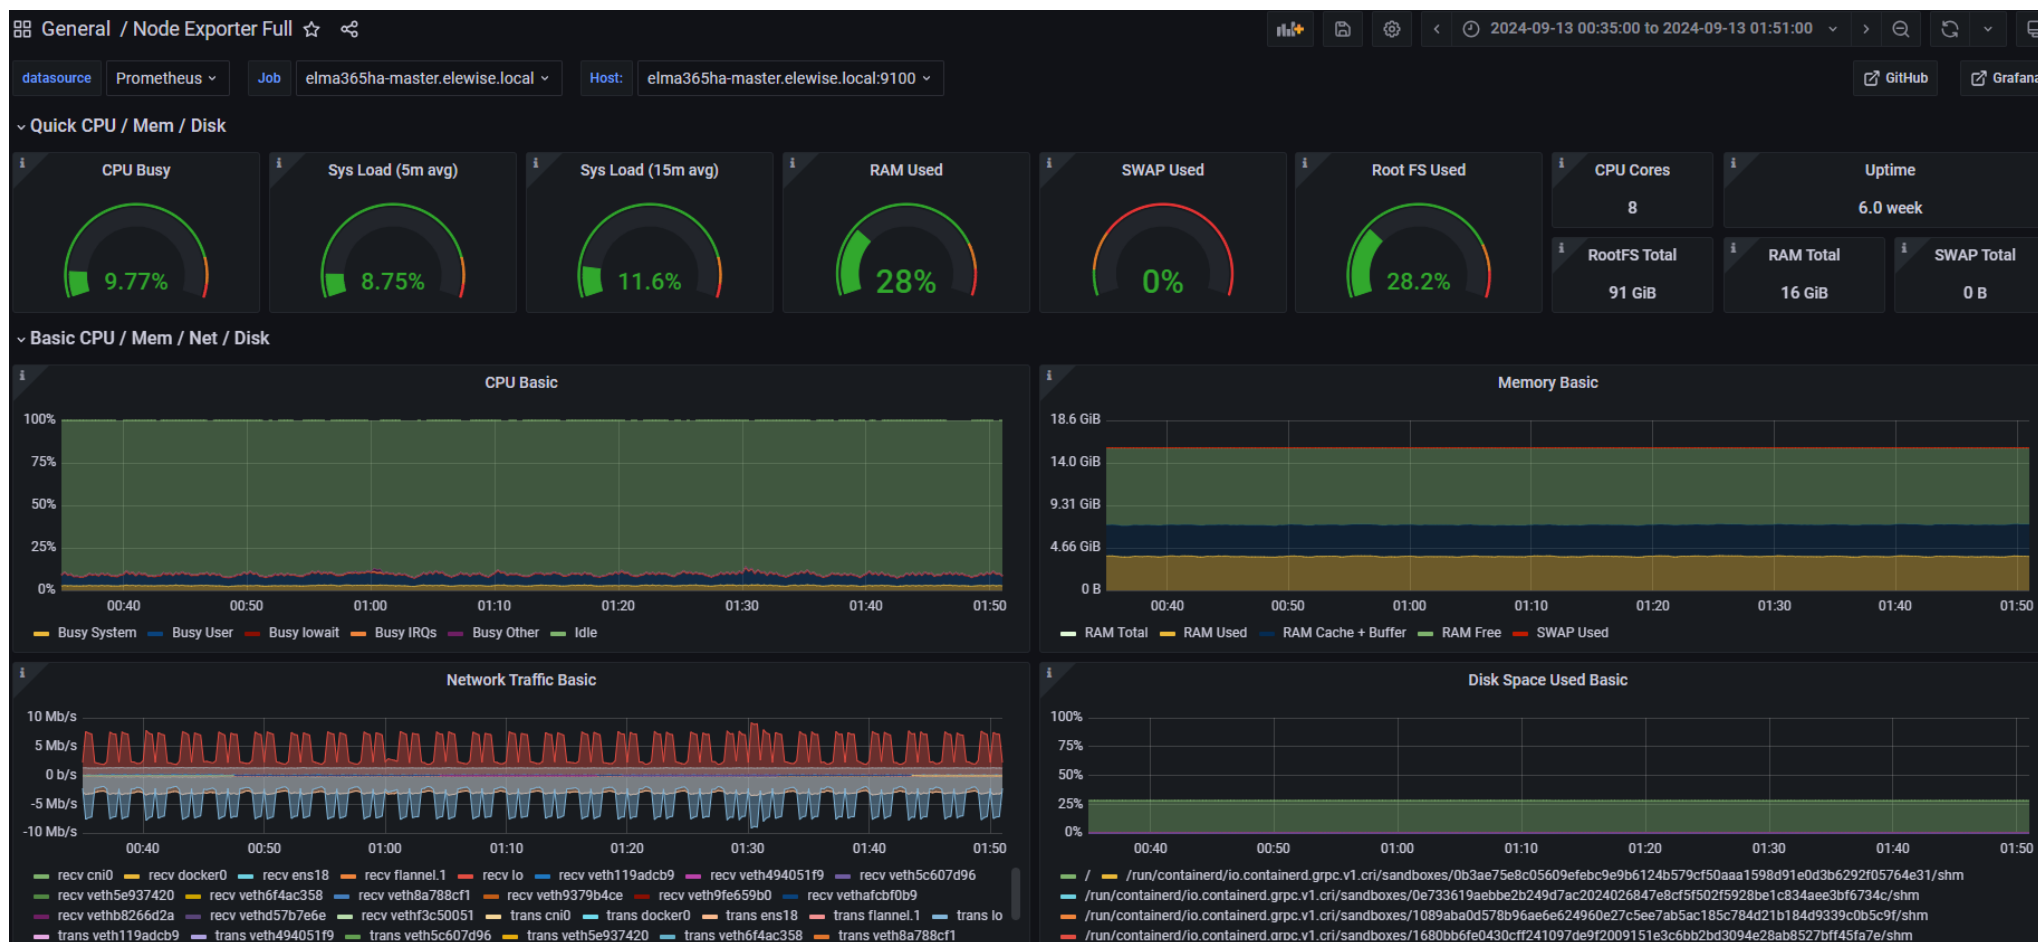 General / Node Exporter Full
2024-09-13 00:35:00 to 2024-09-13 01:51:00
datasource Prometheus Job elma365ha-master.elewise.local Host: elma365ha-master.elewise.local:9100 GitHub Grafana
Quick CPU / Mem / Disk
CPU Busy Sys Load (5m avg) Sys Load (15m avg) RAM Used SWAP Used Root FS Used CPU Cores Uptime
8 6.0 week
RootFS Total RAM Total SWAP Total
9.77% 8.75% 11.6% 28% 0% 28.2% 91 GiB 16 GiB 0 B
Basic CPU / Mem / Net / Disk
CPU Basic
100%
75%
50%
25%
0%
00:40 00:50 01:00 01:10 01:20 01:30 01:40 01:50
Busy System Busy User Busy Iowait Busy IRQs Busy Other Idle
Memory Basic
18.6 GiB
14.0 GiB
9.31 GiB
4.66 GiB
0 B
00:40 00:50 01:00 01:10 01:20 01:30 01:40 01:50
RAM Total RAM Used RAM Cache + Buffer RAM Free SWAP Used
Network Traffic Basic
10 Mb/s
5 Mb/s
0 b/s
-5 Mb/s
-10 Mb/s
00:40 00:50 01:00 01:10 01:20 01:30 01:40 01:50
recv cni0 recv docker0 recv ens18 recv flannel.1 recv lo recv veth119adcb9 recv veth494051f9 recv veth5c607d96
recv veth5e937420 recv veth6f4ac358 recv veth8a788cf1 recv veth9379b4ce recv veth9fe659b0 recv vethafcbf0b9
recv vethb8266d2a recv vethd57b7e6e recv vethf3c50051 trans cni0 trans docker0 trans ens18 trans flannel.1 trans lo
trans veth119adcb9 trans veth494051f9 trans veth5c607d96 trans veth5e937420 trans veth6f4ac358 trans veth8a788cf1
Disk Space Used Basic
100%
75%
50%
25%
0%
00:40 00:50 01:00 01:10 01:20 01:30 01:40 01:50
/ /run/containerd/io.containerd.grpc.v1.cri/sandboxes/0b3ae75e8c05609efebc9e9b6124b579cf50aaa1598d91e0d3b6292f05764e31/shm
/run/containerd/io.containerd.grpc.v1.cri/sandboxes/0e733619aebbe2b249d7ac2024026847e8cf5f502f5928be1c834aee3bf6734c/shm
/run/containerd/io.containerd.grpc.v1.cri/sandboxes/1089aba0d578b96ae6e624960e27c5ee7ab5ac185c784d21b184d9339c0b5c9f/shm
/run/containerd/io.containerd.grpc.v1.cri/sandboxes/1680bb6fe0430cff241097de9f2009151e3c6bb2bd3094e28ab8527bff45fa7e/shm